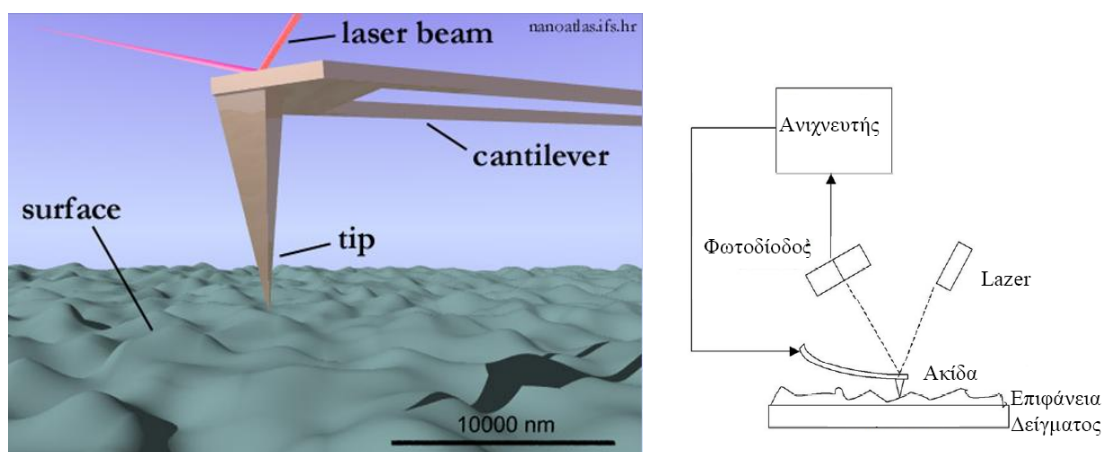 laser beam
nanoatlas.ifs.hr
cantilever
surface
tip
10000 nm
Ανιχνευτής
Φωτοδίοδος
Lazer
Ακίδα
Επιφάνεια
Δείγματος